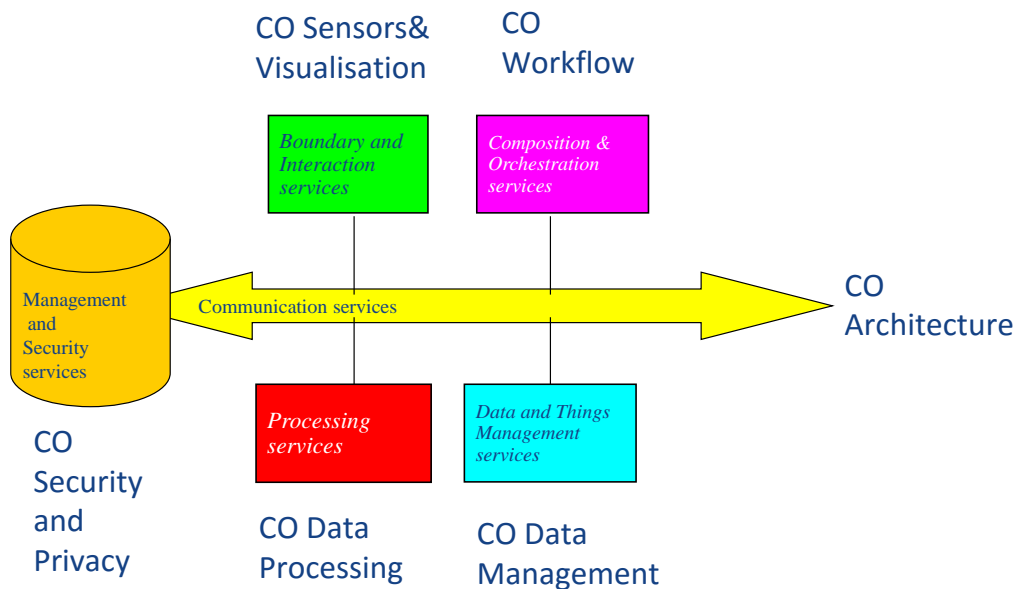 CO Sensors&
Visualisation
CO
Workflow
Boundary and
Interaction
services
Composition &
Orchestration
services
Management
and
Security
services
Communication services
CO
Architecture
Processing
services
Data and Things
Management
services
CO
Security
and
Privacy
CO Data
Processing
CO Data
Management